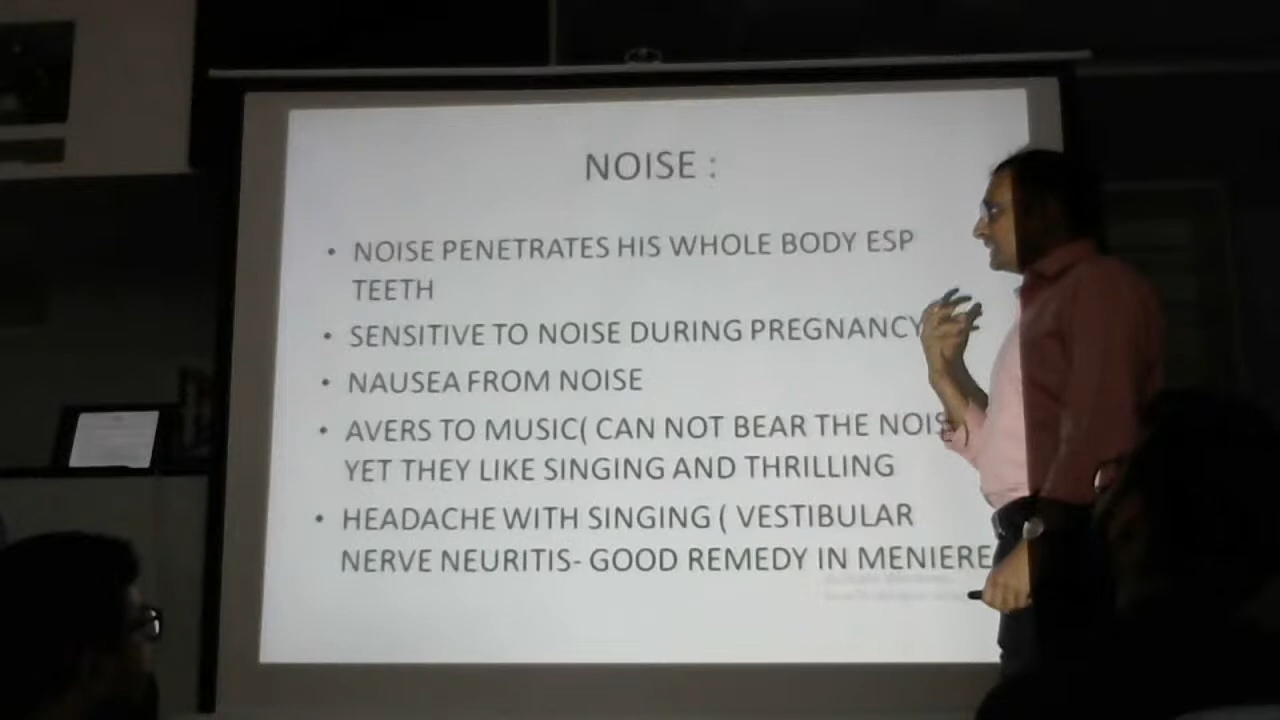 NOISE :
• NOISE PENETRATES HIS WHOLE BODY ESP
TEETH
• SENSITIVE TO NOISE DURING PREGNANCY
• NAUSEA FROM NOISE
• AVERS TO MUSIC( CAN NOT BEAR THE NOISE)
YET THEY LIKE SINGING AND THRILLING
• HEADACHE WITH SINGING ( VESTIBULAR
NERVE NEURITIS- GOOD REMEDY IN MENIERE